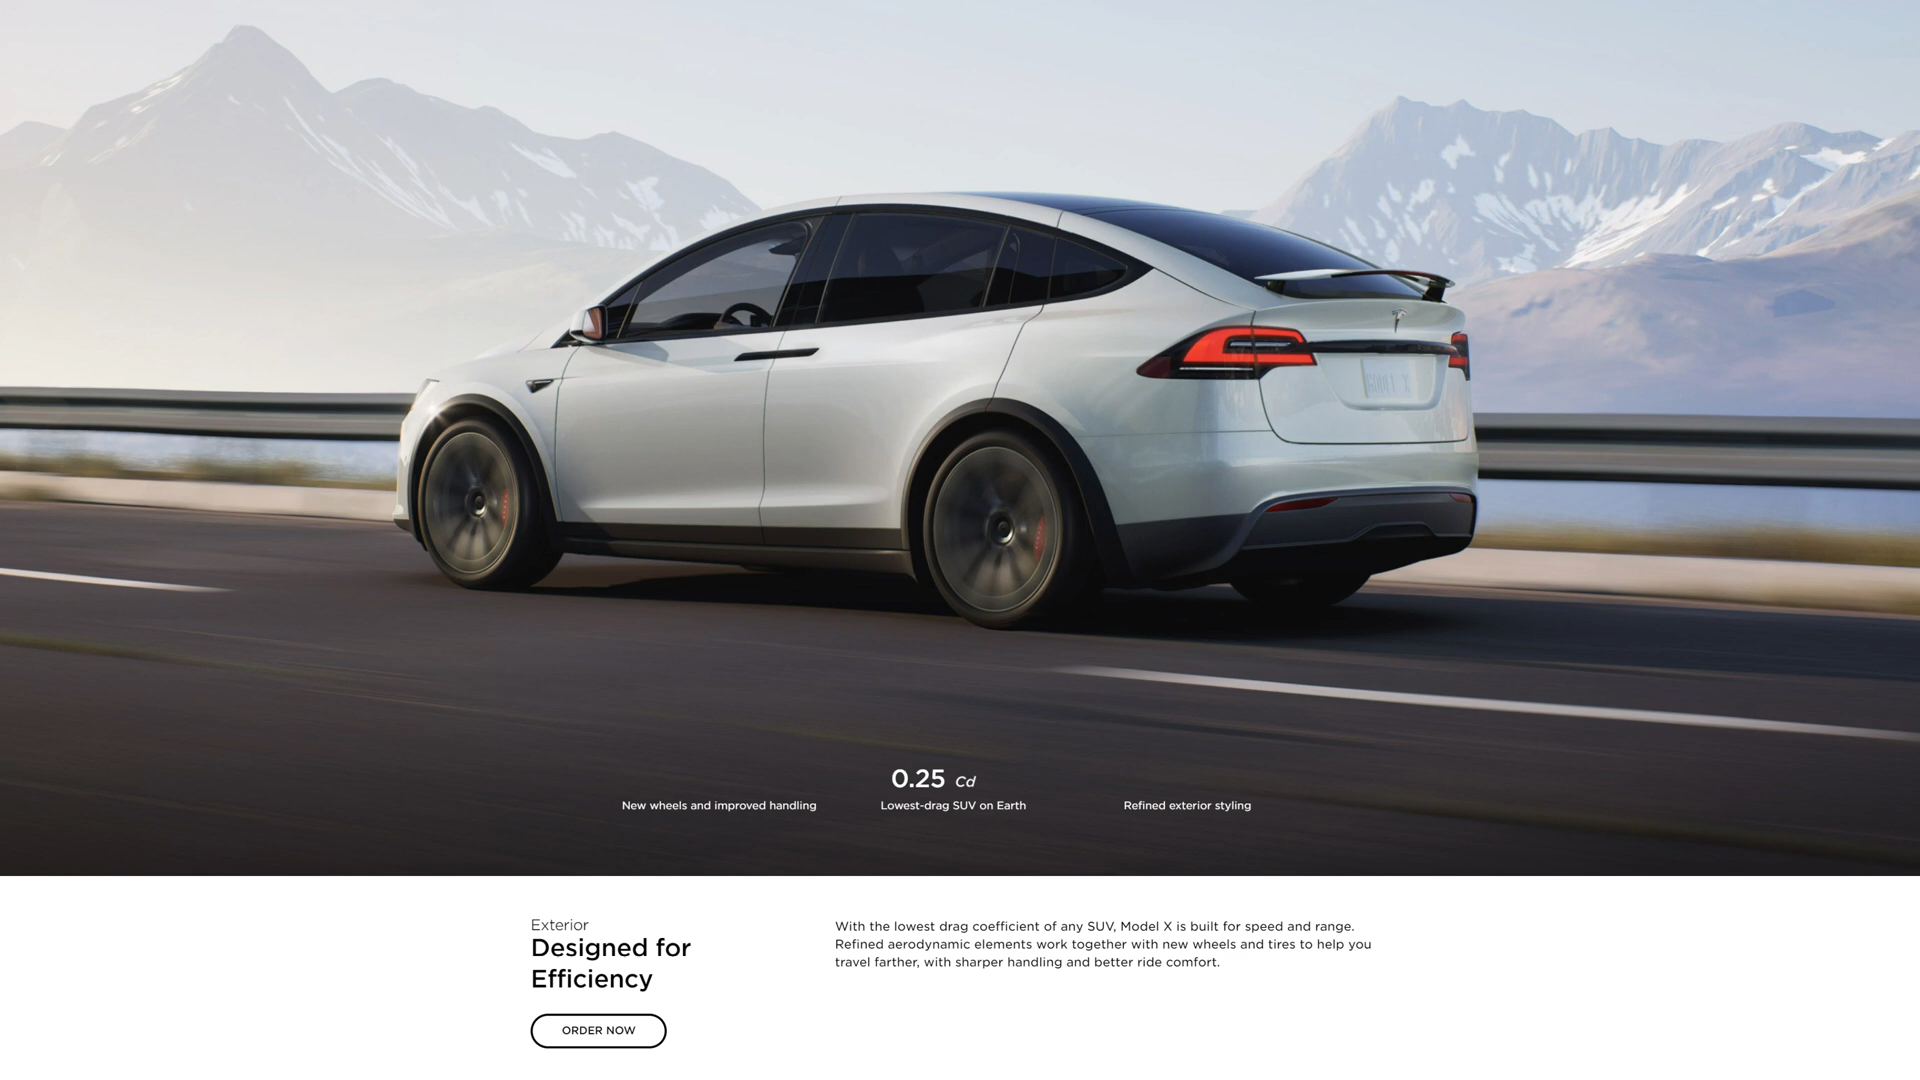 0.25 Cd
New wheels and improved handling
Lowest-drag SUV on Earth
Refined exterior styling
Exterior
Designed for
Efficiency
ORDER NOW
With the lowest drag coefficient of any SUV, Model X is built for speed and range.
Refined aerodynamic elements work together with new wheels and tires to help you
travel farther, with sharper handling and better ride comfort.